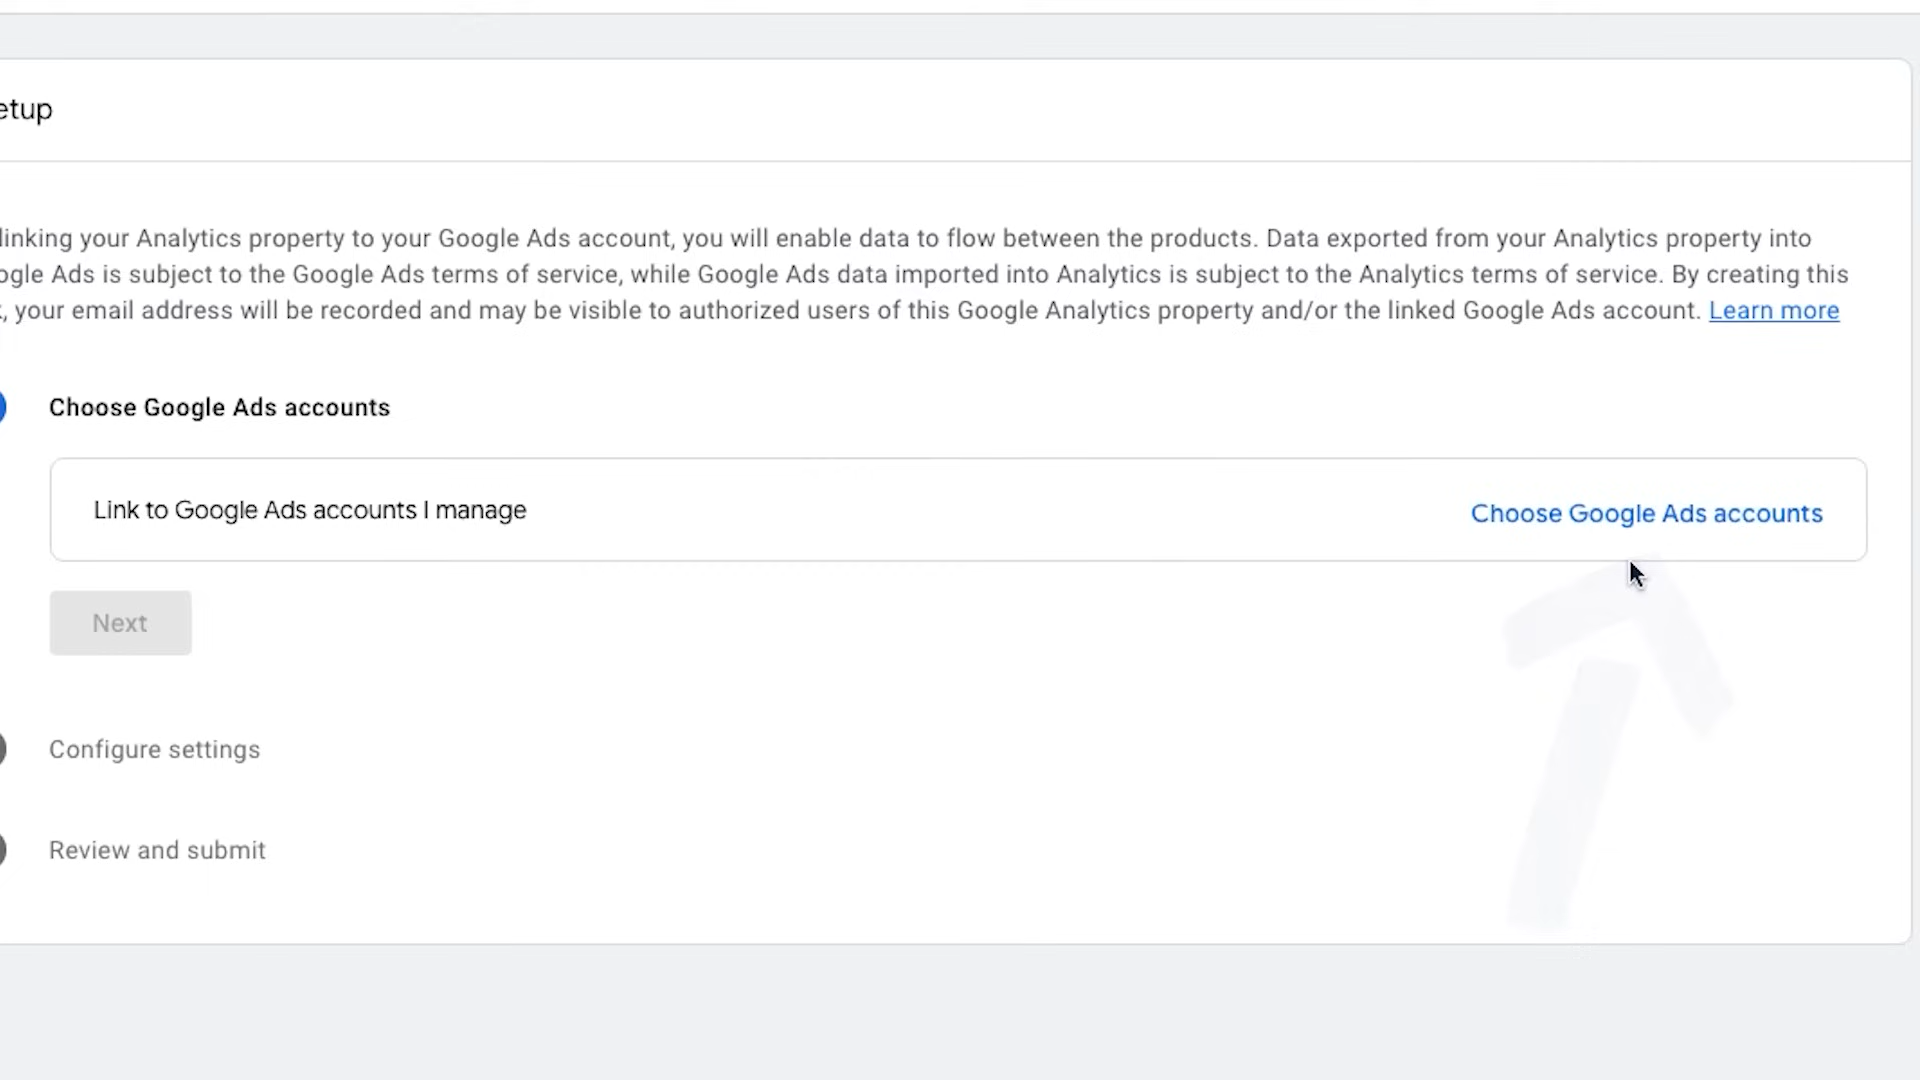 etup
linking your Analytics property to your Google Ads account, you will enable data to flow between the products. Data exported from your Analytics property into
ogle Ads is subject to the Google Ads terms of service, while Google Ads data imported into Analytics is subject to the Analytics terms of service. By creating this
, your email address will be recorded and may be visible to authorized users of this Google Analytics property and/or the linked Google Ads account. Learn more
Choose Google Ads accounts
Link to Google Ads accounts I manage
Choose Google Ads accounts
Next
Configure settings
Review and submit